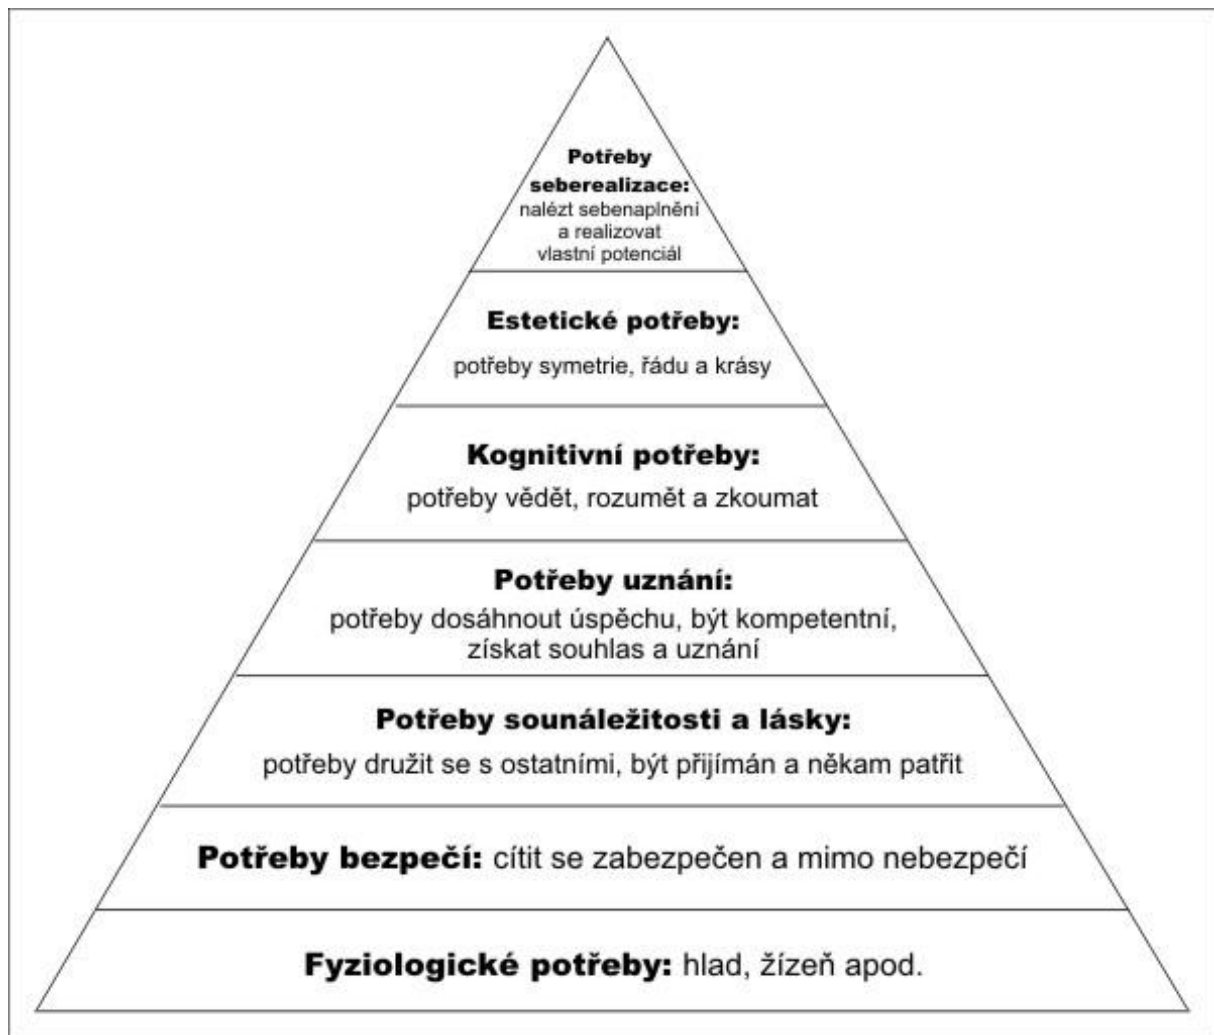 Potřeby
seberealizace:
nalézt sebenaplnění
a realizovat
vlastní potenciál
Estetické potřeby:
potřeby symetrie, řádu a krásy
Kognitivní potřeby:
potřeby vědět, rozumět a zkoumat
Potřeby uznání:
potřeby dosáhnout úspěchu, být kompetentní,
získat souhlas a uznání
Potřeby sounáležitosti a lásky:
potřeby družit se s ostatními, být přijímán a někam patřit
Potřeby bezpečí: cítit se zabezpečen a mimo nebezpečí
Fyziologické potřeby: hlad, žízeň apod.